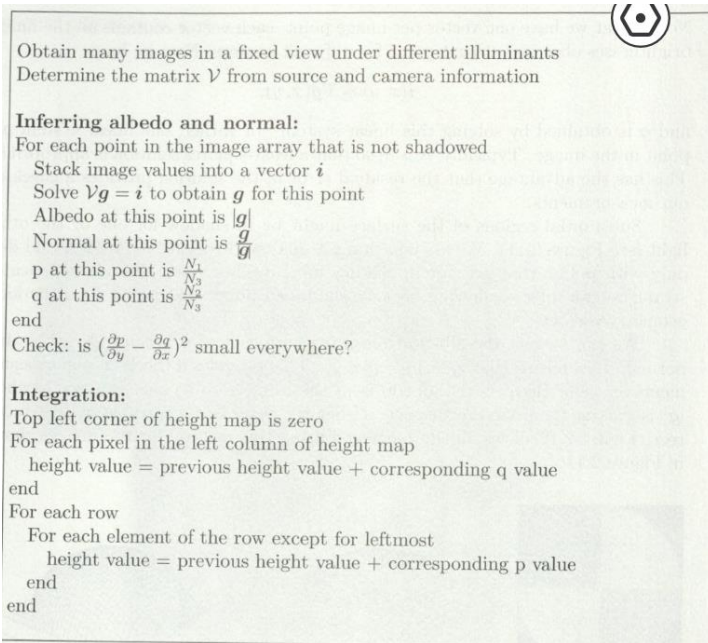 Obtain many images in a fixed view under different illuminants
Determine the matrix 𝒱 from source and camera information
Inferring albedo and normal:
For each point in the image array that is not shadowed
Stack image values into a vector i
Solve 𝒱g = i to obtain g for this point
Albedo at this point is |g|
Normal at this point is g/|g|
p at this point is N₁/N₃
q at this point is N₂/N₃
end
Check: is (∂p/∂y − ∂q/∂x)² small everywhere?
Integration:
Top left corner of height map is zero
For each pixel in the left column of height map
height value = previous height value + corresponding q value
end
For each row
For each element of the row except for leftmost
height value = previous height value + corresponding p value
end
end